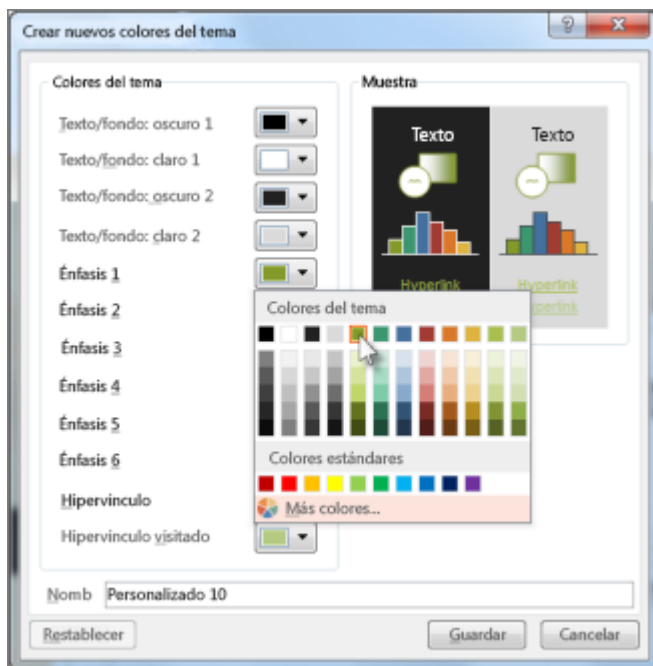 Crear nuevos colores del tema
Colores del tema
Muestra
Texto/fondo: oscuro 1
Texto/fondo: claro 1
Texto/fondo: oscuro 2
Texto/fondo: claro 2
Énfasis 1
Énfasis 2
Énfasis 3
Énfasis 4
Énfasis 5
Énfasis 6
Hipervinculo
Hipervinculo visitado
Texto
Texto
Hyperlink
Hyperlink
Colores del tema
Colores estándares
Más colores...
Nomb Personalizado 10
Restablecer
Guardar
Cancelar